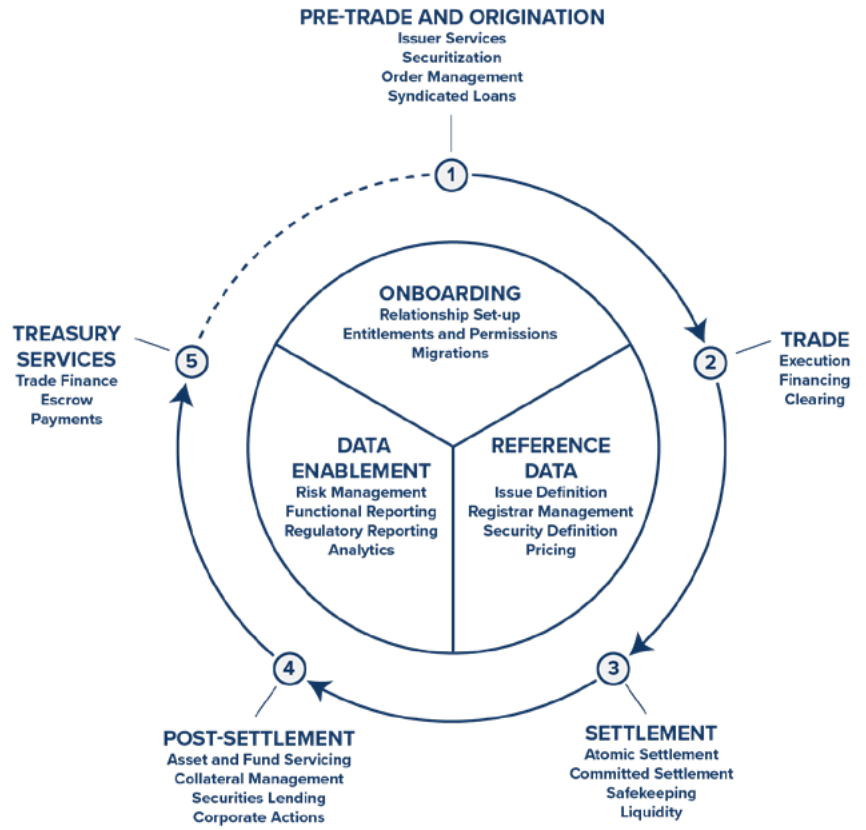 PRE-TRADE AND ORIGINATION
Issuer Services
Securitization
Order Management
Syndicated Loans
1
ONBOARDING
Relationship Set-up
Entitlements and Permissions
Migrations
2
TRADE
Execution
Financing
Clearing
TREASURY
SERVICES
Trade Finance
Escrow
Payments
5
DATA
ENABLEMENT
Risk Management
Functional Reporting
Regulatory Reporting
Analytics
REFERENCE
DATA
Issue Definition
Registrar Management
Security Definition
Pricing
3
SETTLEMENT
Atomic Settlement
Committed Settlement
Safekeeping
Liquidity
4
POST-SETTLEMENT
Asset and Fund Servicing
Collateral Management
Securities Lending
Corporate Actions